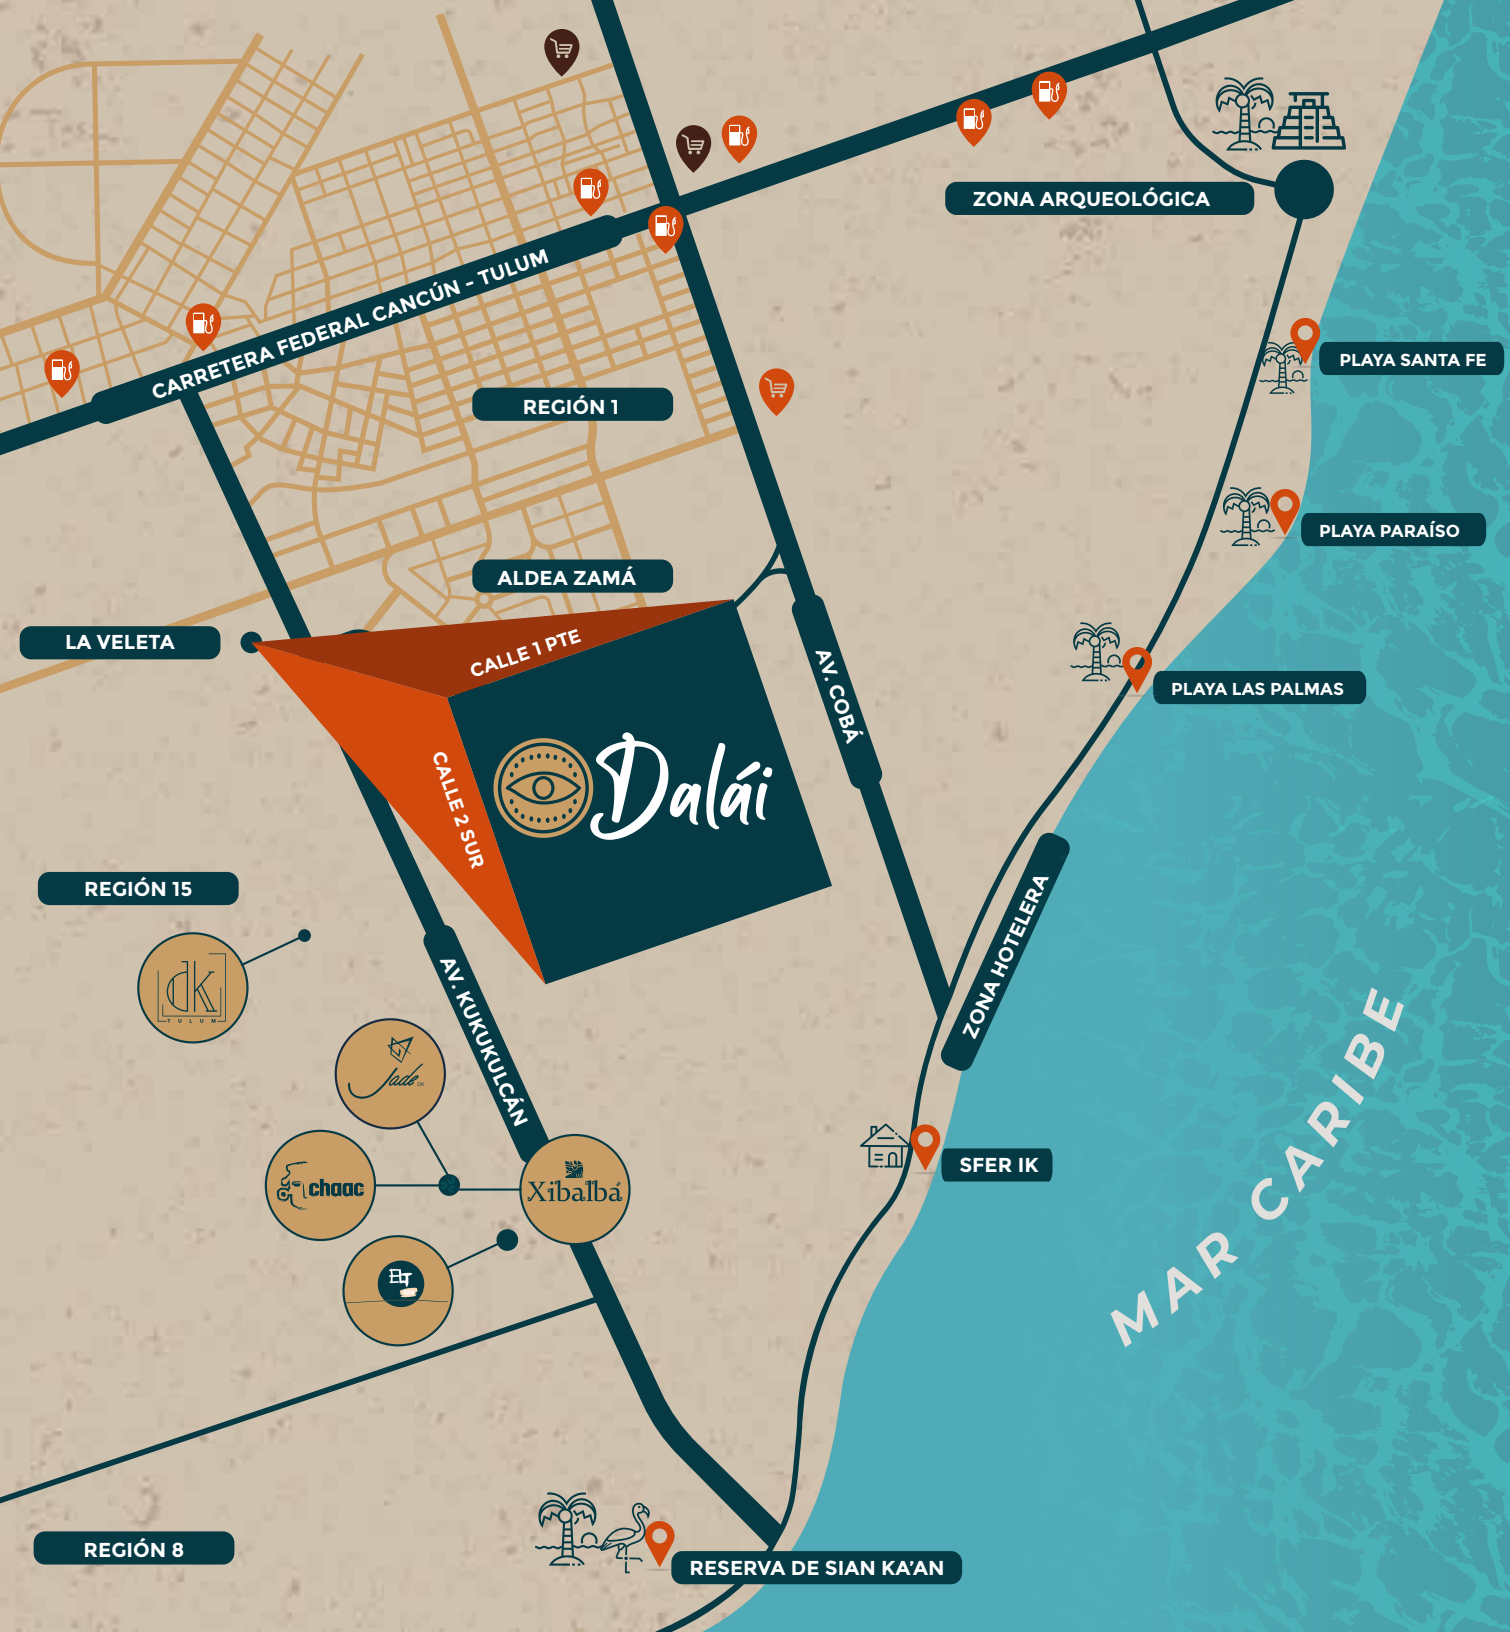 ZONA ARQUEOLÓGICA
CARRETERA FEDERAL CANCÚN - TULUM
PLAYA SANTA FE
REGIÓN 1
PLAYA PARAÍSO
ALDEA ZAMÁ
LA VELETA
CALLE 1 PTE
AV. COBÁ
PLAYA LAS PALMAS
CALLE 2 SUR
Dalái
REGIÓN 15
ZONA HOTELERA
dk
TULUM
AV. KUKUKULCÁN
Jade
MAR CARIBE
SFER IK
chaac
Xibalbá
REGIÓN 8
RESERVA DE SIAN KA’AN